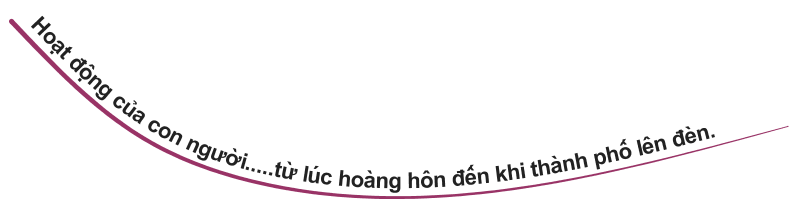 Hoạt động của con người.....từ lúc hoàng hôn đến khi thành phố lên đèn.